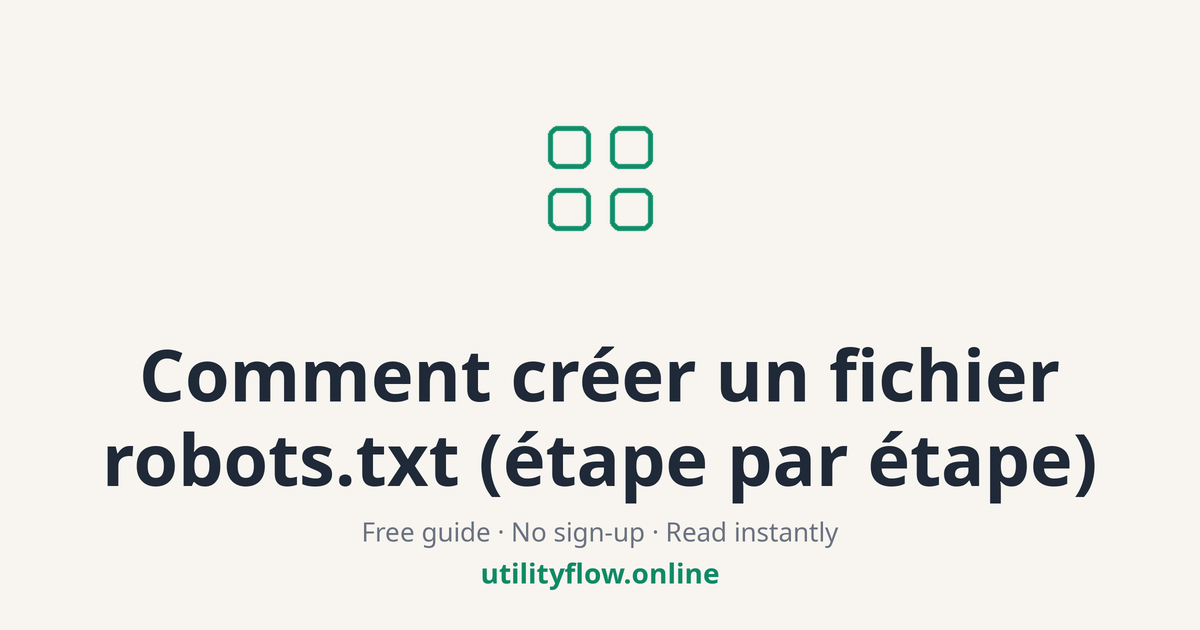 Comment créer un fichier
robots.txt (étape par étape)
Free guide · No sign-up · Read instantly
utilityflow.online